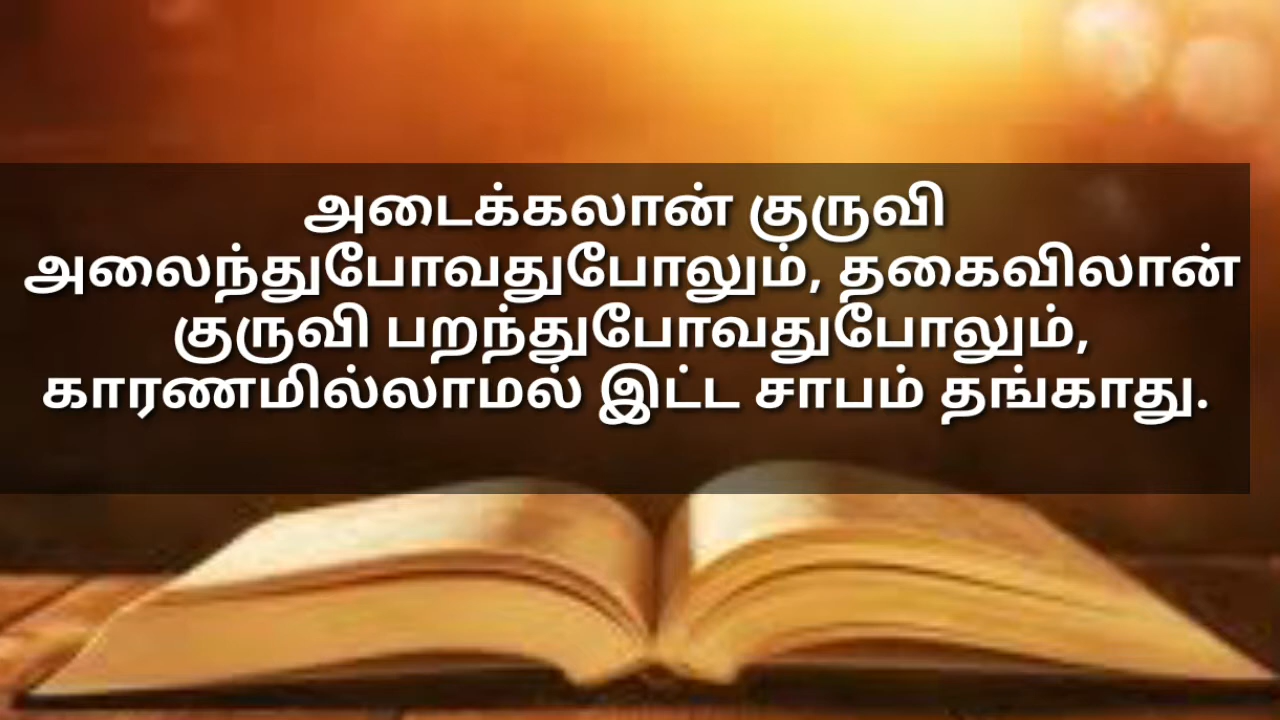 அடைக்கலான் குருவி
அலைந்துபோவதுபோலும், தகைவிலான்
குருவி பறந்துபோவதுபோலும்,
காரணமில்லாமல் இட்ட சாபம் தங்காது.